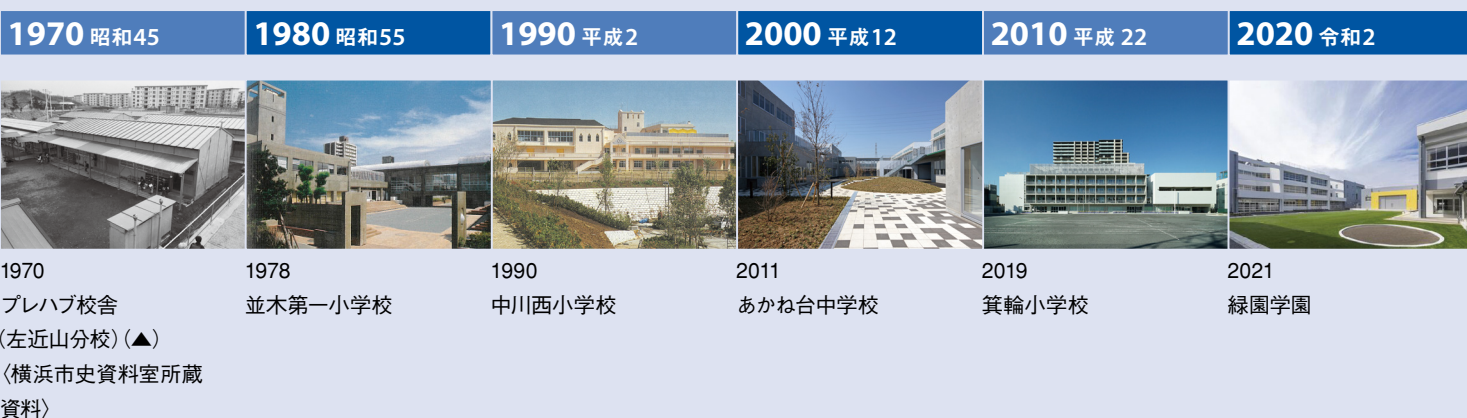 1970 昭和45
1980 昭和55
1990 平成2
2000 平成12
2010 平成 22
2020 令和2
1970
プレハブ校舎
(左近山分校)(▲)
〈横浜市史資料室所蔵
資料〉
1978
並木第一小学校
1990
中川西小学校
2011
あかね台中学校
2019
箕輪小学校
2021
緑園学園